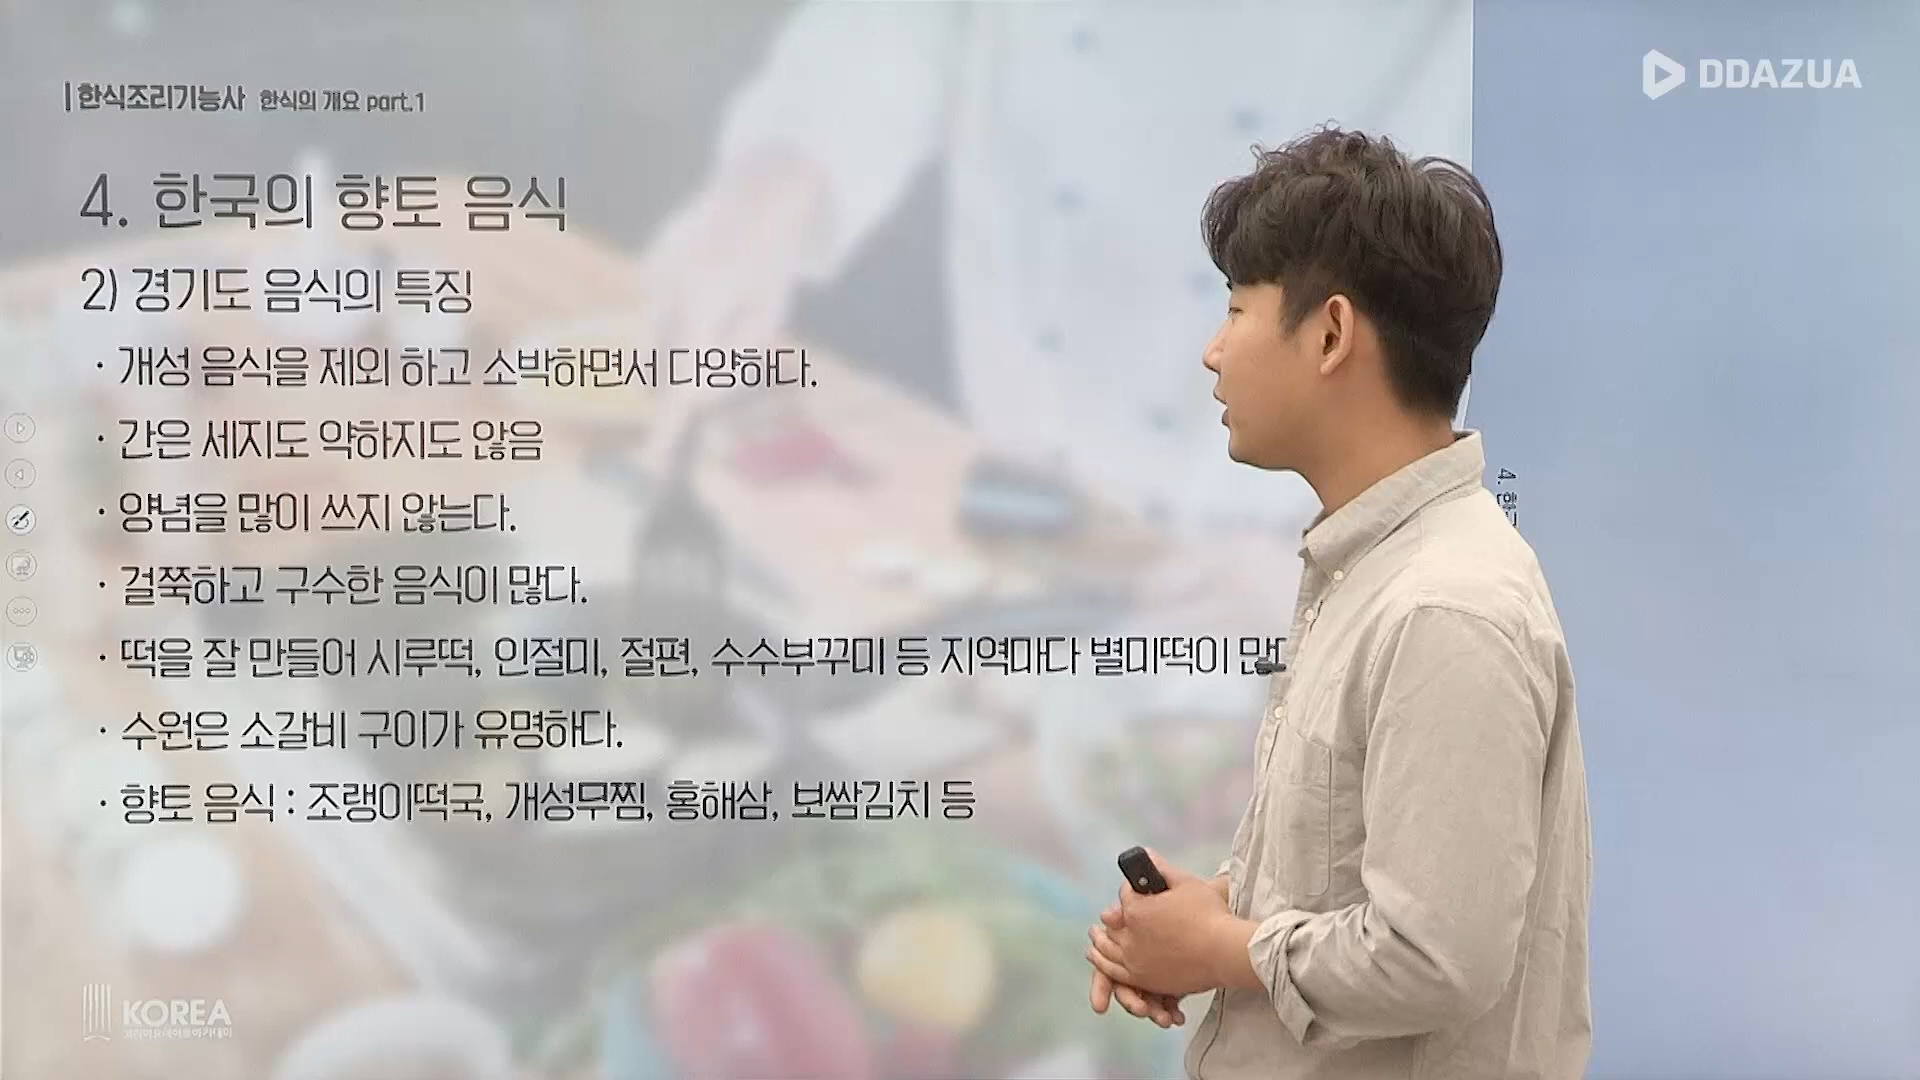 한식조리기능사 한식의 개요 part.1
DDAZUA
4. 한국의 향토 음식
2) 경기도 음식의 특징
· 개성 음식을 제외 하고 소박하면서 다양하다.
· 간은 세지도 약하지도 않음
· 양념을 많이 쓰지 않는다.
· 걸쭉하고 구수한 음식이 많다.
· 떡을 잘 만들어 시루떡, 인절미, 절편, 수수부꾸미 등 지역마다 별미떡이
· 수원은 소갈비 구이가 유명하다.
· 향토 음식 : 조랭이떡국, 개성무찜, 홍해삼, 보쌈김치 등
KOREA